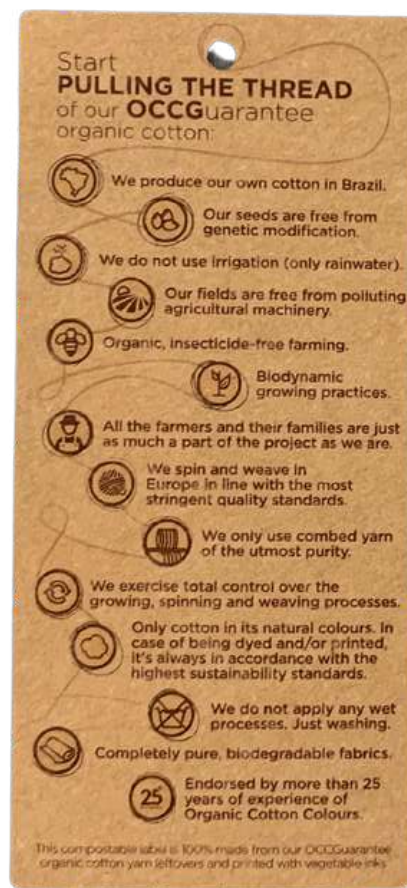 Start
PULLING THE THREAD
of our OCCGuarantee
organic cotton:
We produce our own cotton in Brazil.
Our seeds are free from
genetic modification.
We do not use irrigation (only rainwater).
Our fields are free from polluting
agricultural machinery.
Organic, insecticide-free farming.
Biodynamic
growing practices.
All the farmers and their families are just
as much a part of the project as we are.
We spin and weave in
Europe in line with the most
stringent quality standards.
We only use combed yarn
of the utmost purity.
We exercise total control over the
growing, spinning and weaving processes.
Only cotton in its natural colours. In
case of being dyed and/or printed,
it's always in accordance with the
highest sustainability standards.
We do not apply any wet
processes. Just washing.
Completely pure, biodegradable fabrics.
25
Endorsed by more than 25
years of experience of
Organic Cotton Colours.
This compostable label is 100% made from our OCCGuarantee
organic cotton yarn leftovers and printed with vegetable inks